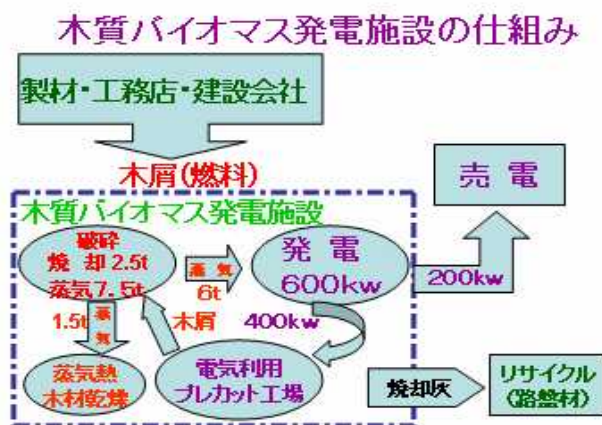 木質バイオマス発電施設の仕組み
製材・工務店・建設会社
木屑(燃料)
売 電
木質バイオマス発電施設
破砕
焼 却 2.5t
蒸気 7.5t
蒸 気
6t
発 電
600kw
200kw
1.5t
蒸 気
木屑
400kw
蒸気熱
木材乾燥
電気利用
プレカット工場
焼却灰
リサイクル
(路盤材)